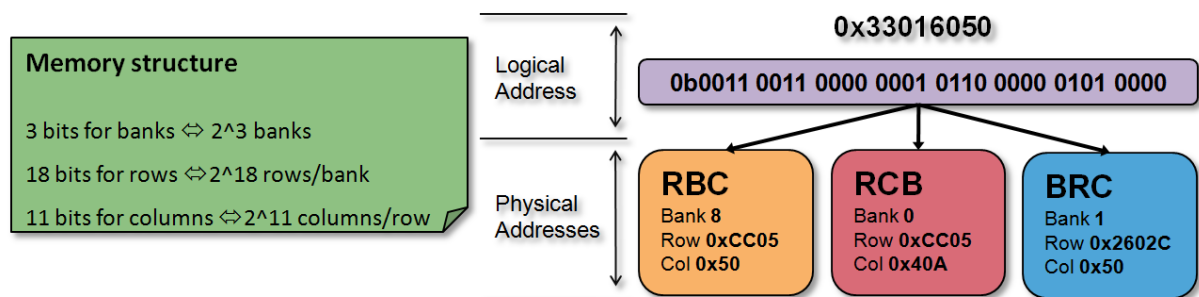 Memory structure
3 bits for banks ⇔ 2^3 banks
18 bits for rows ⇔2^18 rows/bank
11 bits for columns ⇔2^11 columns/row
Logical
Address
0x33016050
0b0011 0011 0000 0001 0110 0000 0101 0000
Physical
Addresses
RBC
Bank 8
Row 0xCC05
Col 0x50
RCB
Bank 0
Row 0xCC05
Col 0x40A
BRC
Bank 1
Row 0x2602C
Col 0x50